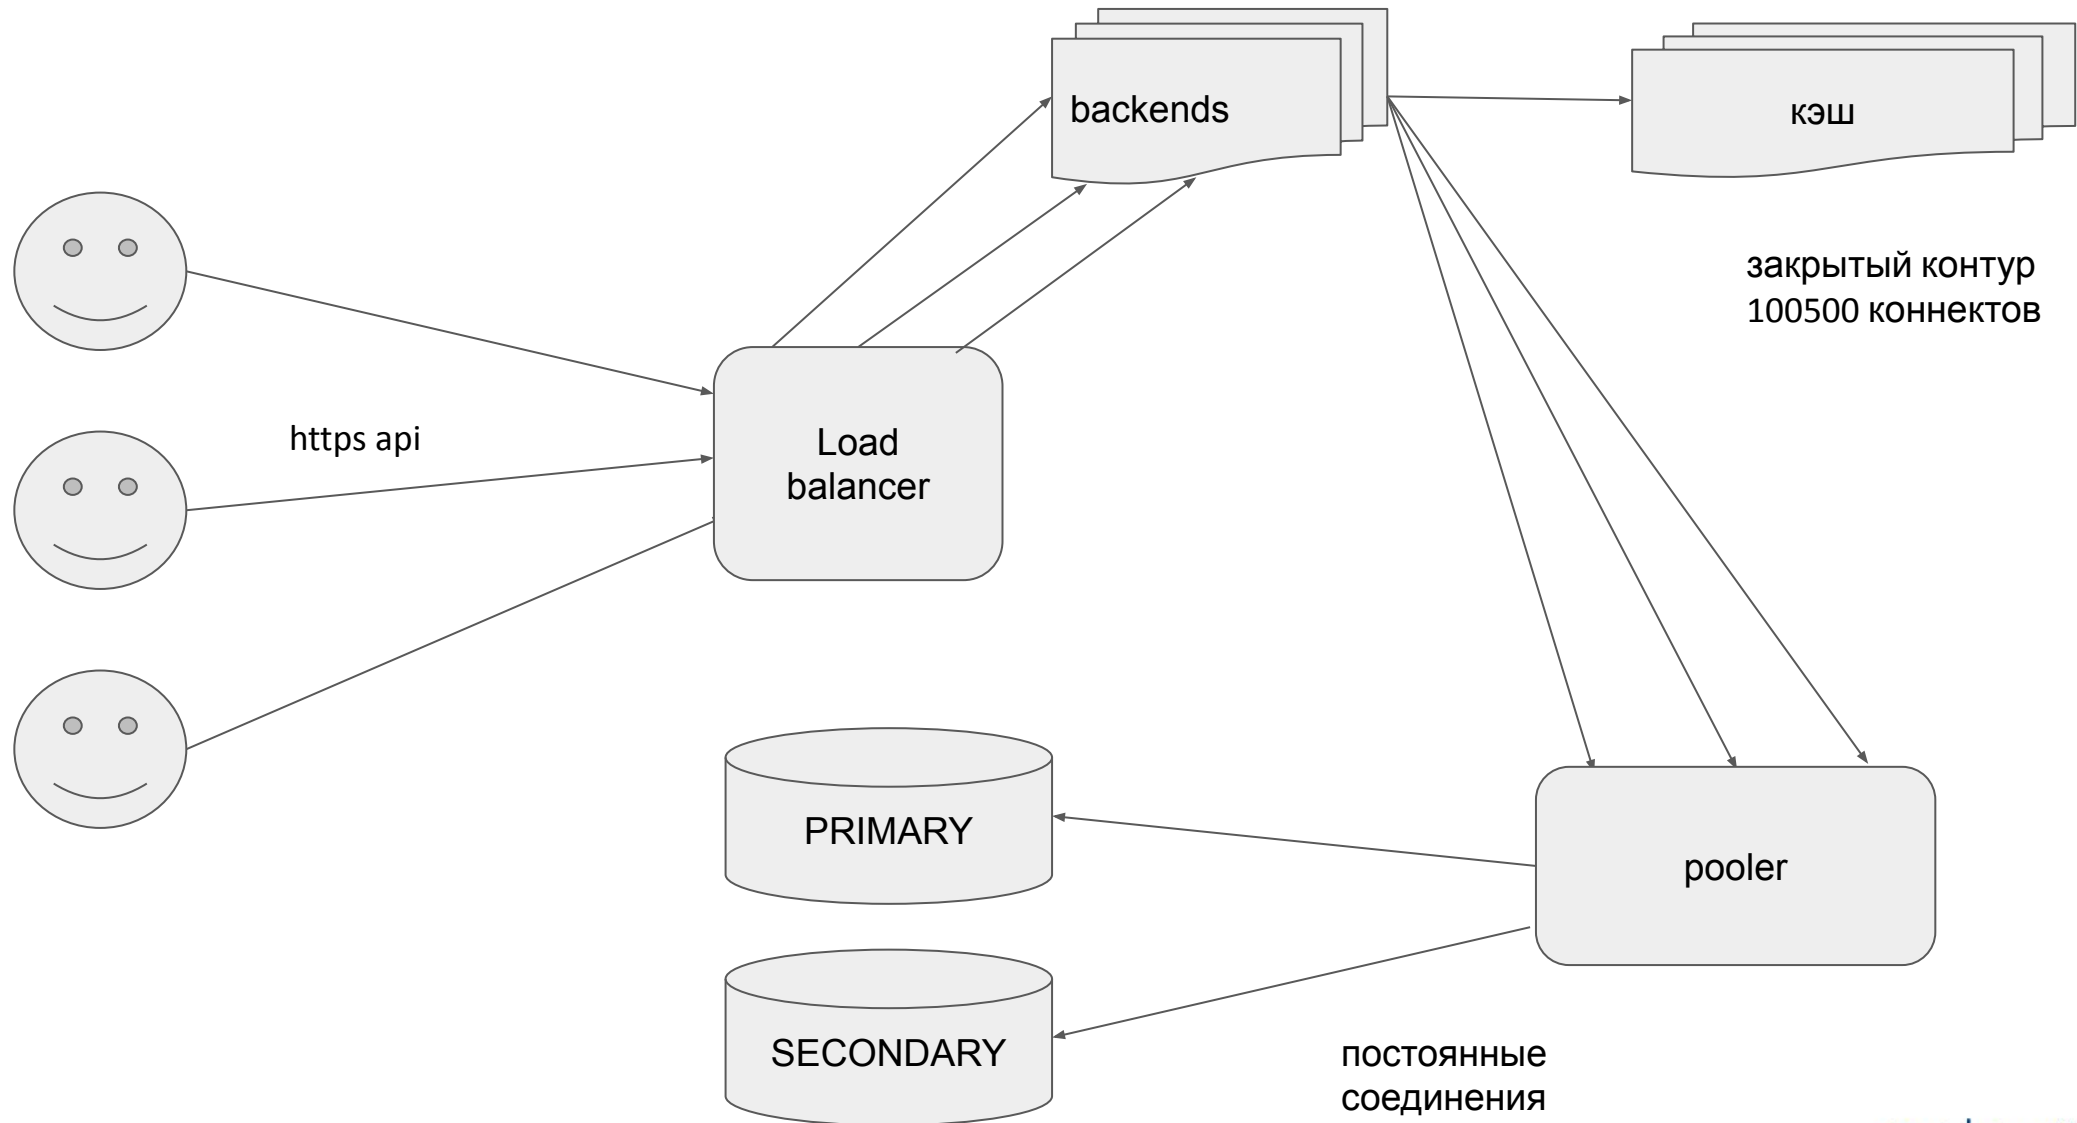 backends
кэш
закрытый контур
100500 коннектов
https api
Load
balancer
PRIMARY
pooler
SECONDARY
постоянные
соединения